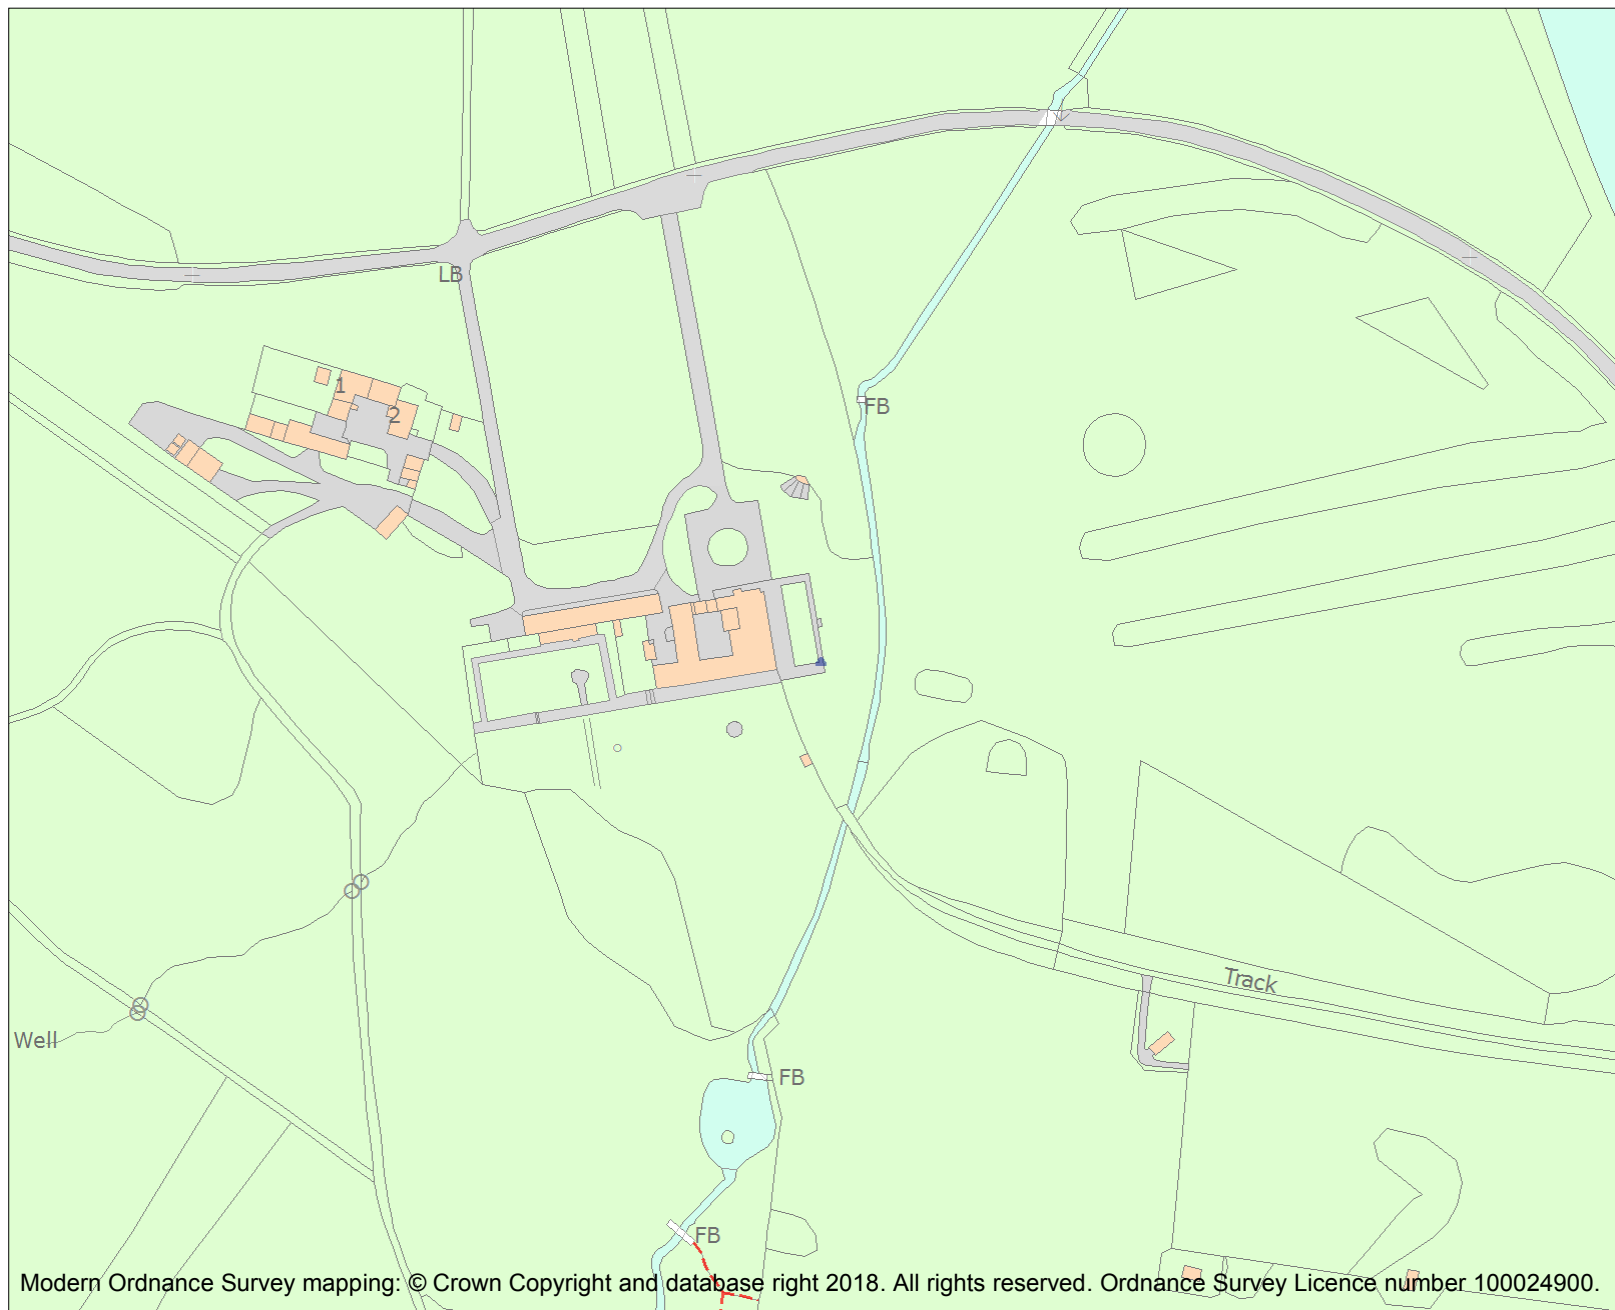 LB
1
2
FB
Track
Well
FB
FB
Modern Ordnance Survey mapping: © Crown Copyright and database right 2018. All rights reserved. Ordnance Survey Licence number 100024900.